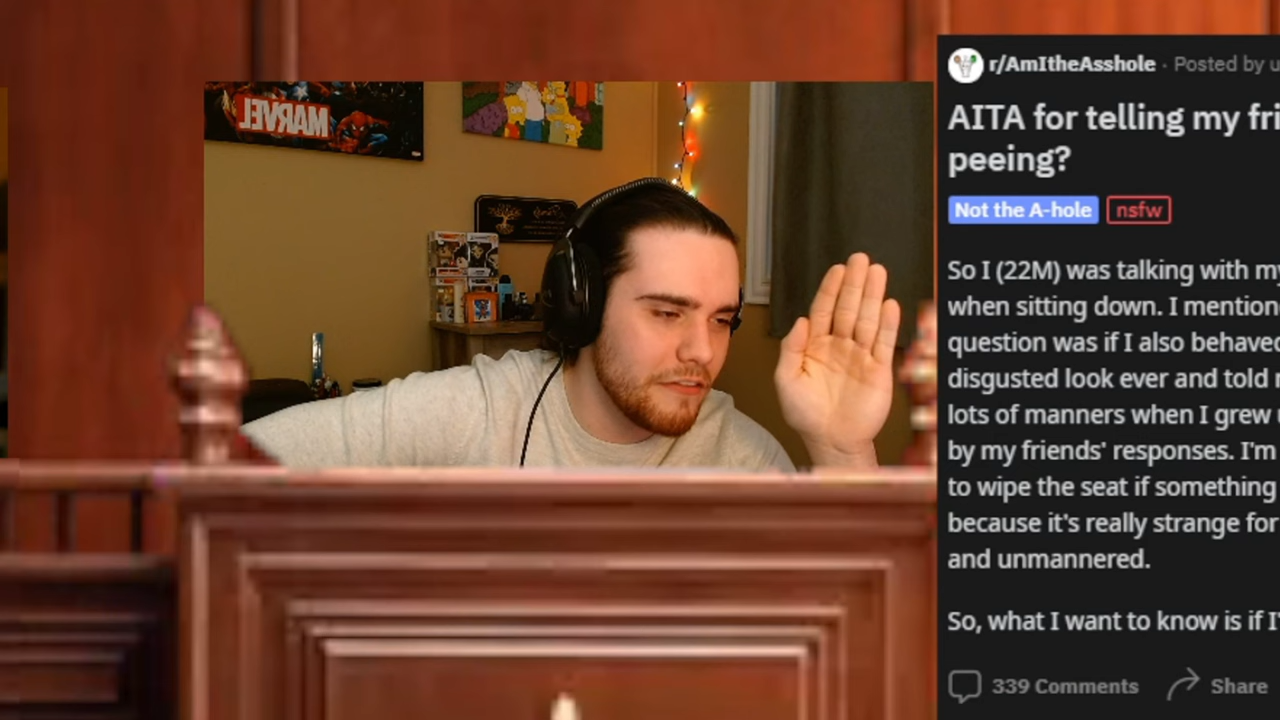 MARVEL
r/AmItheAsshole · Posted by u
AITA for telling my fri
peeing?
Not the A-hole nsfw
So I (22M) was talking with my
when sitting down. I mention
question was if I also behaved
disgusted look ever and told
lots of manners when I grew
by my friends' responses. I'm
to wipe the seat if something
because it's really strange for
and unmannered.
So, what I want to know is if I'
339 Comments Share